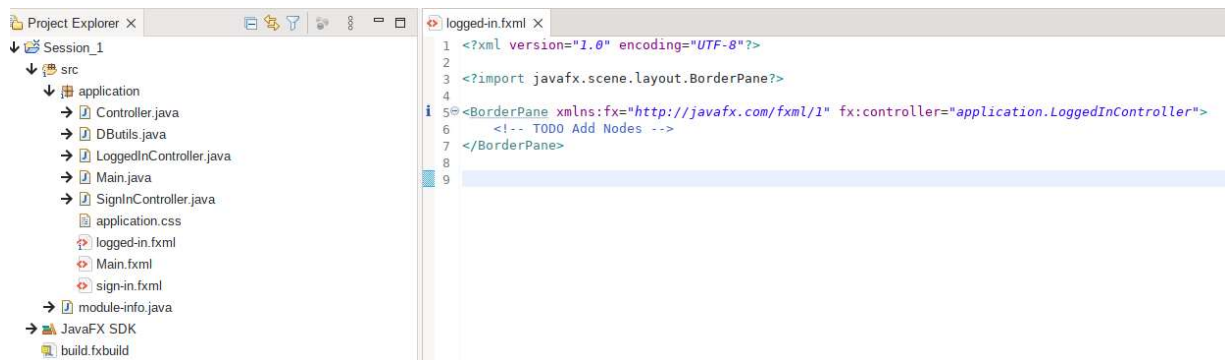 Project Explorer
Session_1
src
application
Controller.java
DButils.java
LoggedInController.java
Main.java
SignInController.java
application.css
logged-in.fxml
Main.fxml
sign-in.fxml
module-info.java
JavaFX SDK
build.fxbuild
logged-in.fxml
1 <?xml version="1.0" encoding="UTF-8"?>
2
3 <?import javafx.scene.layout.BorderPane?>
4
5 <BorderPane xmlns:fx="http://javafx.com/fxml/1" fx:controller="application.LoggedInController">
6 <!-- TODO Add Nodes -->
7 </BorderPane>
8
9